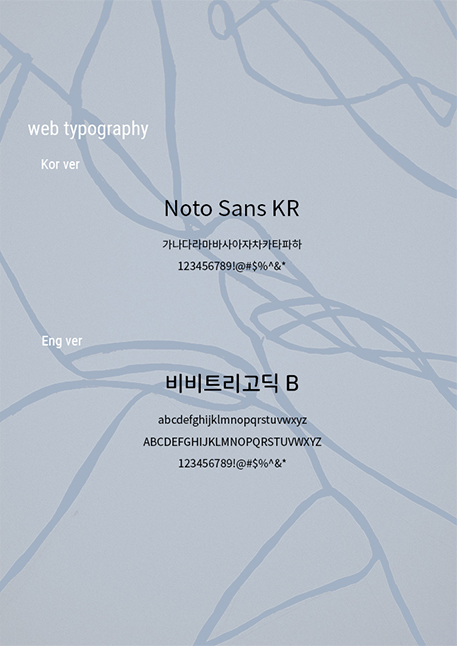 web typography
Kor ver
Noto Sans KR
가나다라마바사아자차카타파하
123456789!@#$%^&*
Eng ver
비비트리고딕 B
abcdefghijklmnopqrstuvwxyz
ABCDEFGHIJKLMNOPQRSTUVWXYZ
123456789!@#$%^&*